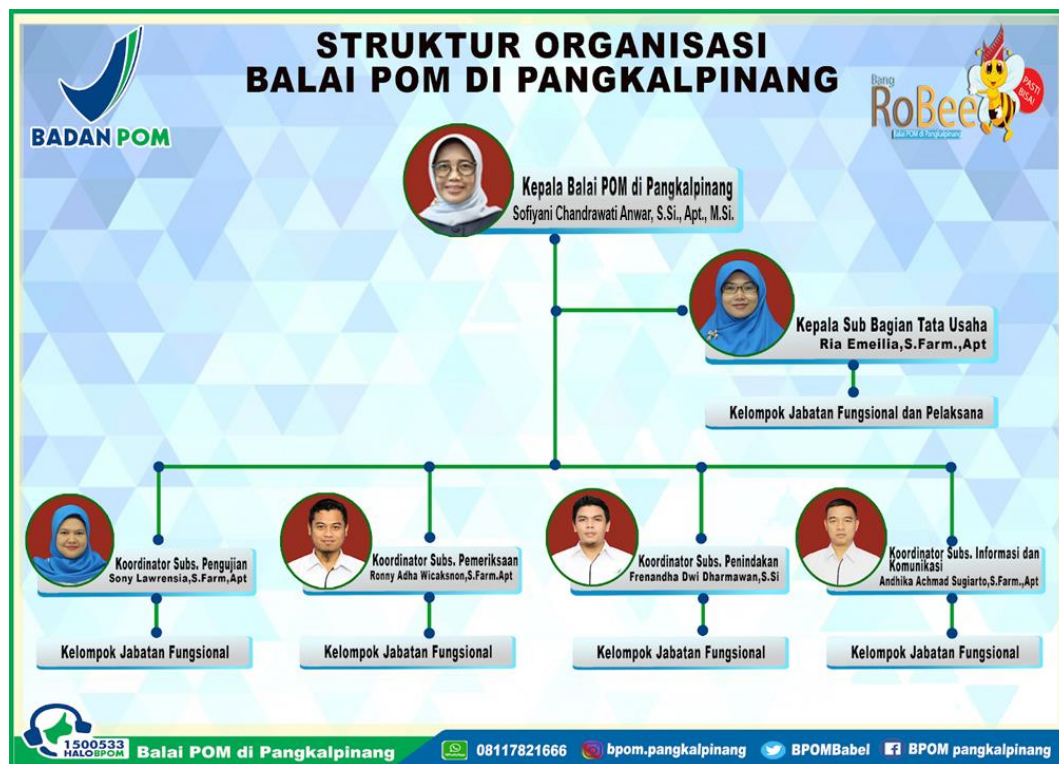 STRUKTUR ORGANISASI
BALAI POM DI PANGKALPINANG
BADAN POM
Bang
RoBee
Balai POM di Pangkalpinang
PASTI
BISA!
Kepala Balai POM di Pangkalpinang
Sofiyani Chandrawati Anwar, S.Si., Apt., M.Si.
Kepala Sub Bagian Tata Usaha
Ria Emeilia,S.Farm.,Apt
Kelompok Jabatan Fungsional dan Pelaksana
Koordinator Subs. Pengujian
Sony Lawrensia,S.Farm,Apt
Kelompok Jabatan Fungsional
Koordinator Subs. Pemeriksaan
Ronny Adha Wicaksnon,S.Farm.Apt
Kelompok Jabatan Fungsional
Koordinator Subs. Penindakan
Frenandha Dwi Dharmawan,S.Si
Kelompok Jabatan Fungsional
Koordinator Subs. Informasi dan
Komunikasi
Andhika Achmad Sugiarto,S.Farm.,Apt
Kelompok Jabatan Fungsional
1500533
HALOBPOM
Balai POM di Pangkalpinang
08117821666
bpom.pangkalpinang
BPOMBabel
BPOM pangkalpinang